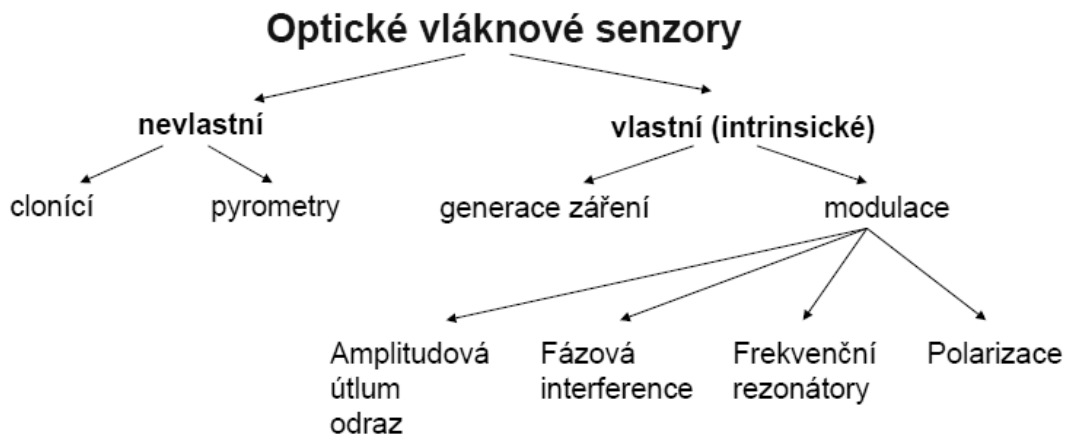 Optické vláknové senzory
nevlastní
vlastní (intrinsické)
clonící
pyrometry
generace záření
modulace
Amplitudová
útlum
odraz
Fázová
interference
Frekvenční
rezonátory
Polarizace